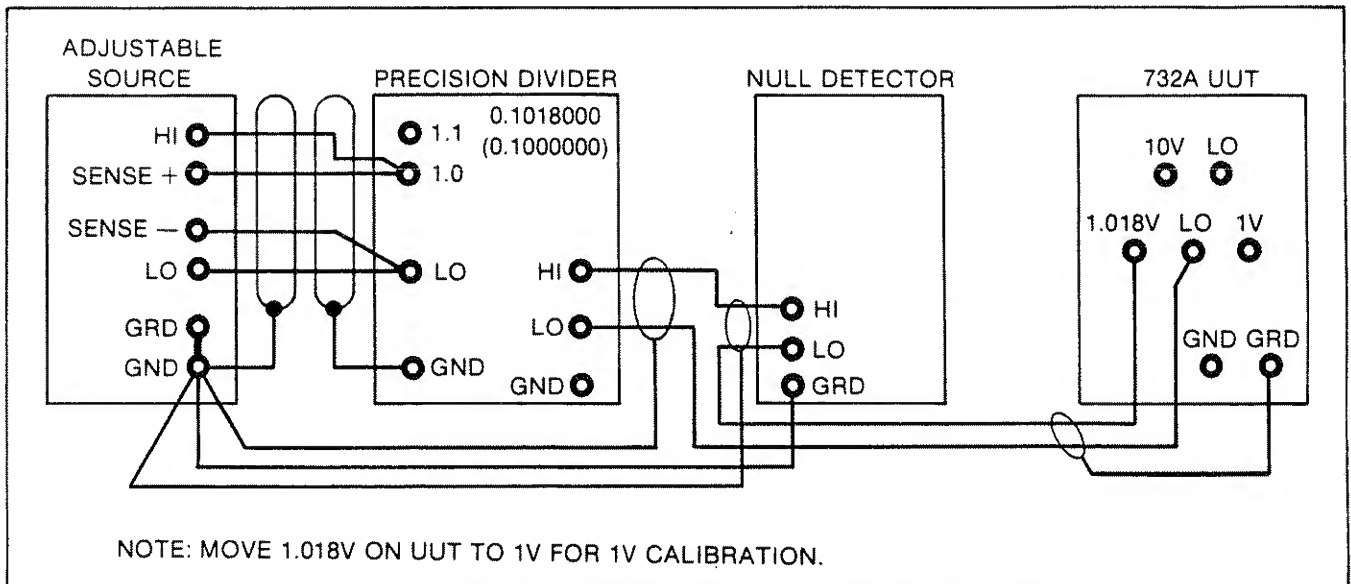 ADJUSTABLE
SOURCE
HI
SENSE +
SENSE —
LO
GRD
GND
PRECISION DIVIDER
0.1018000
(0.1000000)
1.1
1.0
LO
HI
LO
GND
GND
NULL DETECTOR
HI
LO
GRD
732A UUT
10V LO
1.018V LO 1V
GND GRD
NOTE: MOVE 1.018V ON UUT TO 1V FOR 1V CALIBRATION.